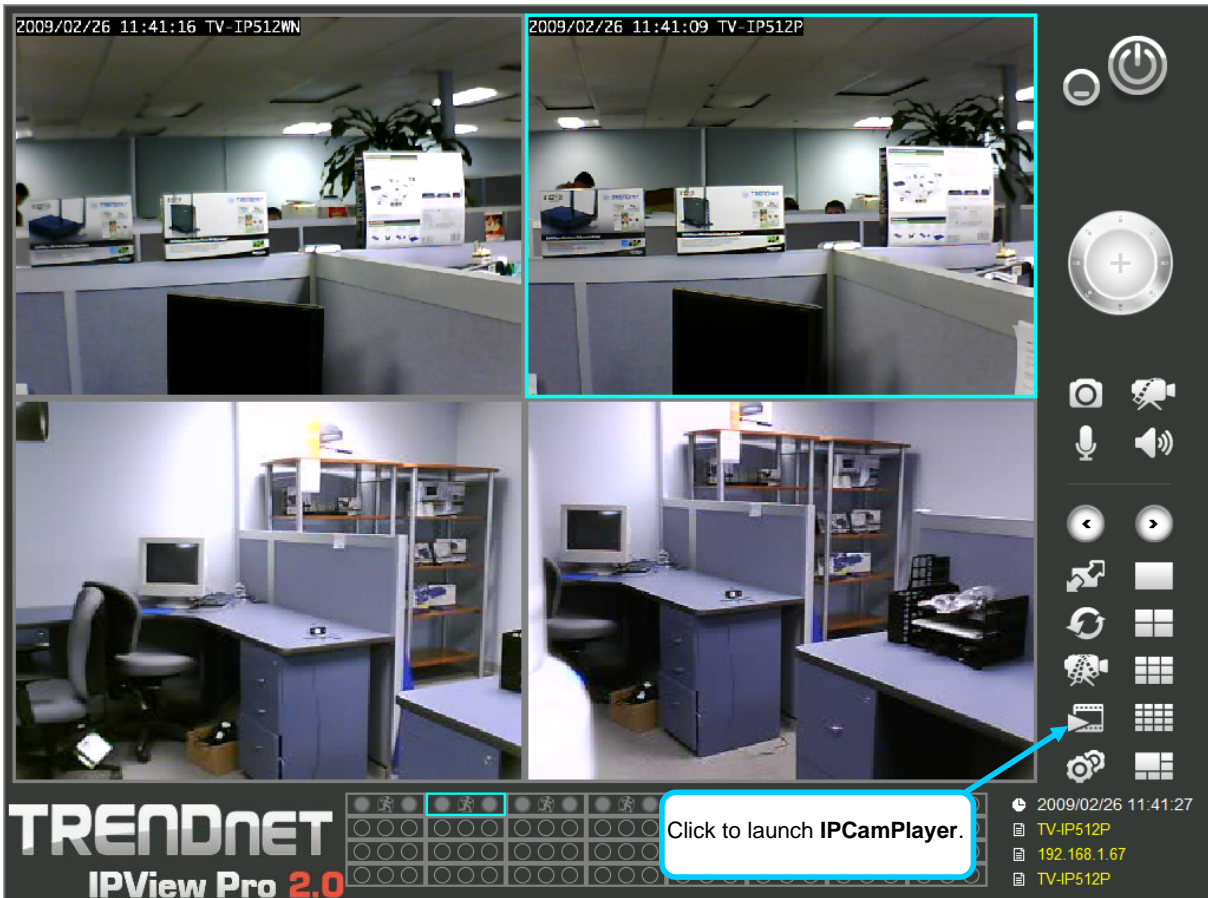 2009/02/26 11:41:16 TV-IP512WN
2009/02/26 11:41:09 TV-IP512P
TRENDNET
TRENDNET
Click to launch IPCamPlayer.
2009/02/26 11:41:27
TV-IP512P
192.168.1.67
TV-IP512P
TRENDNET
IPView Pro 2.0